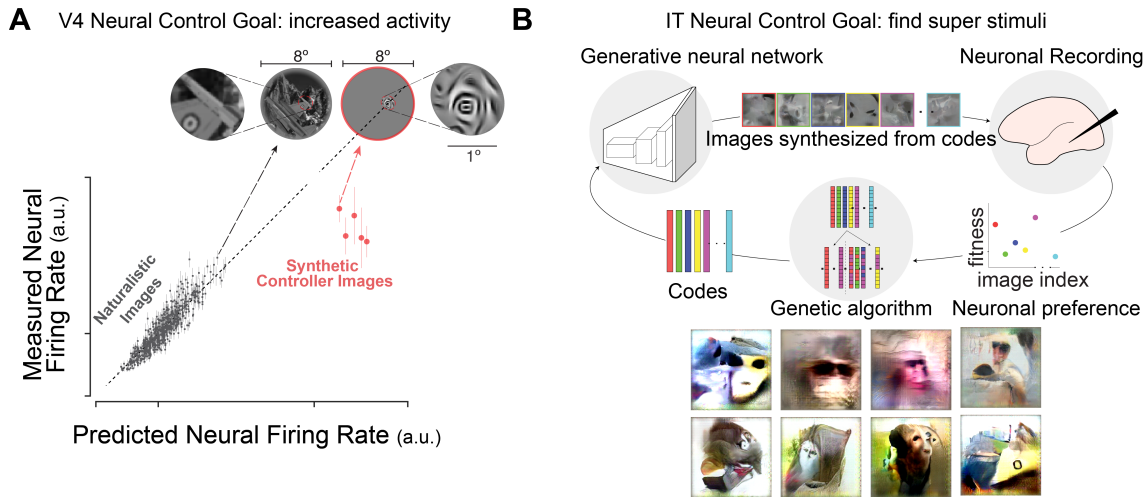 A
V4 Neural Control Goal: increased activity
8°
8°
1°
Measured Neural
Firing Rate (a.u.)
Naturalistic
Images
Synthetic
Controller Images
Predicted Neural Firing Rate (a.u.)
B
IT Neural Control Goal: find super stimuli
Generative neural network
Neuronal Recording
Images synthesized from codes
Codes
Genetic algorithm
fitness
image index
Neuronal preference